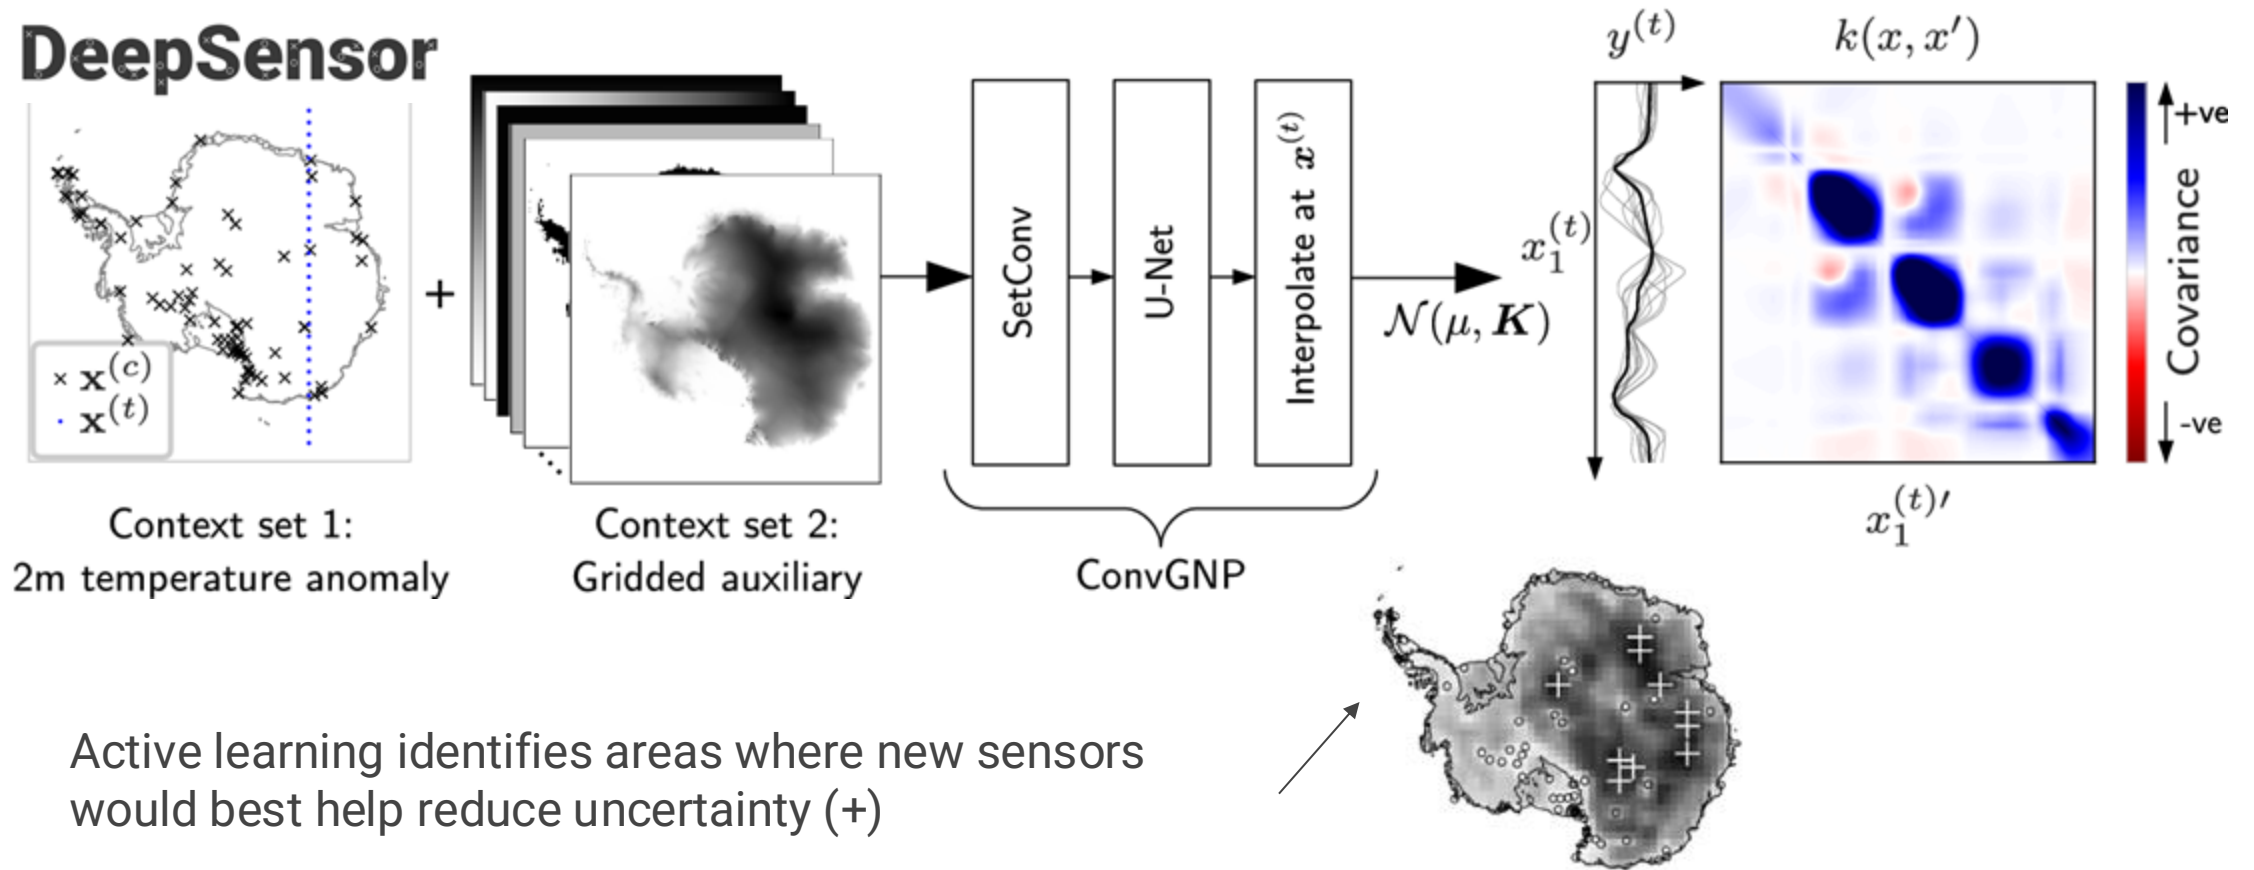 DeepSensor
× x^(c)
· x^(t)
+
Context set 1:
2m temperature anomaly
Context set 2:
Gridded auxiliary
SetConv
U-Net
Interpolate at x^(t)
ConvGNP
𝒩(μ, K)
y^(t)
x_1^(t)
k(x, x′)
x_1^(t)′
+ve
Covariance
-ve
Active learning identifies areas where new sensors
would best help reduce uncertainty (+)